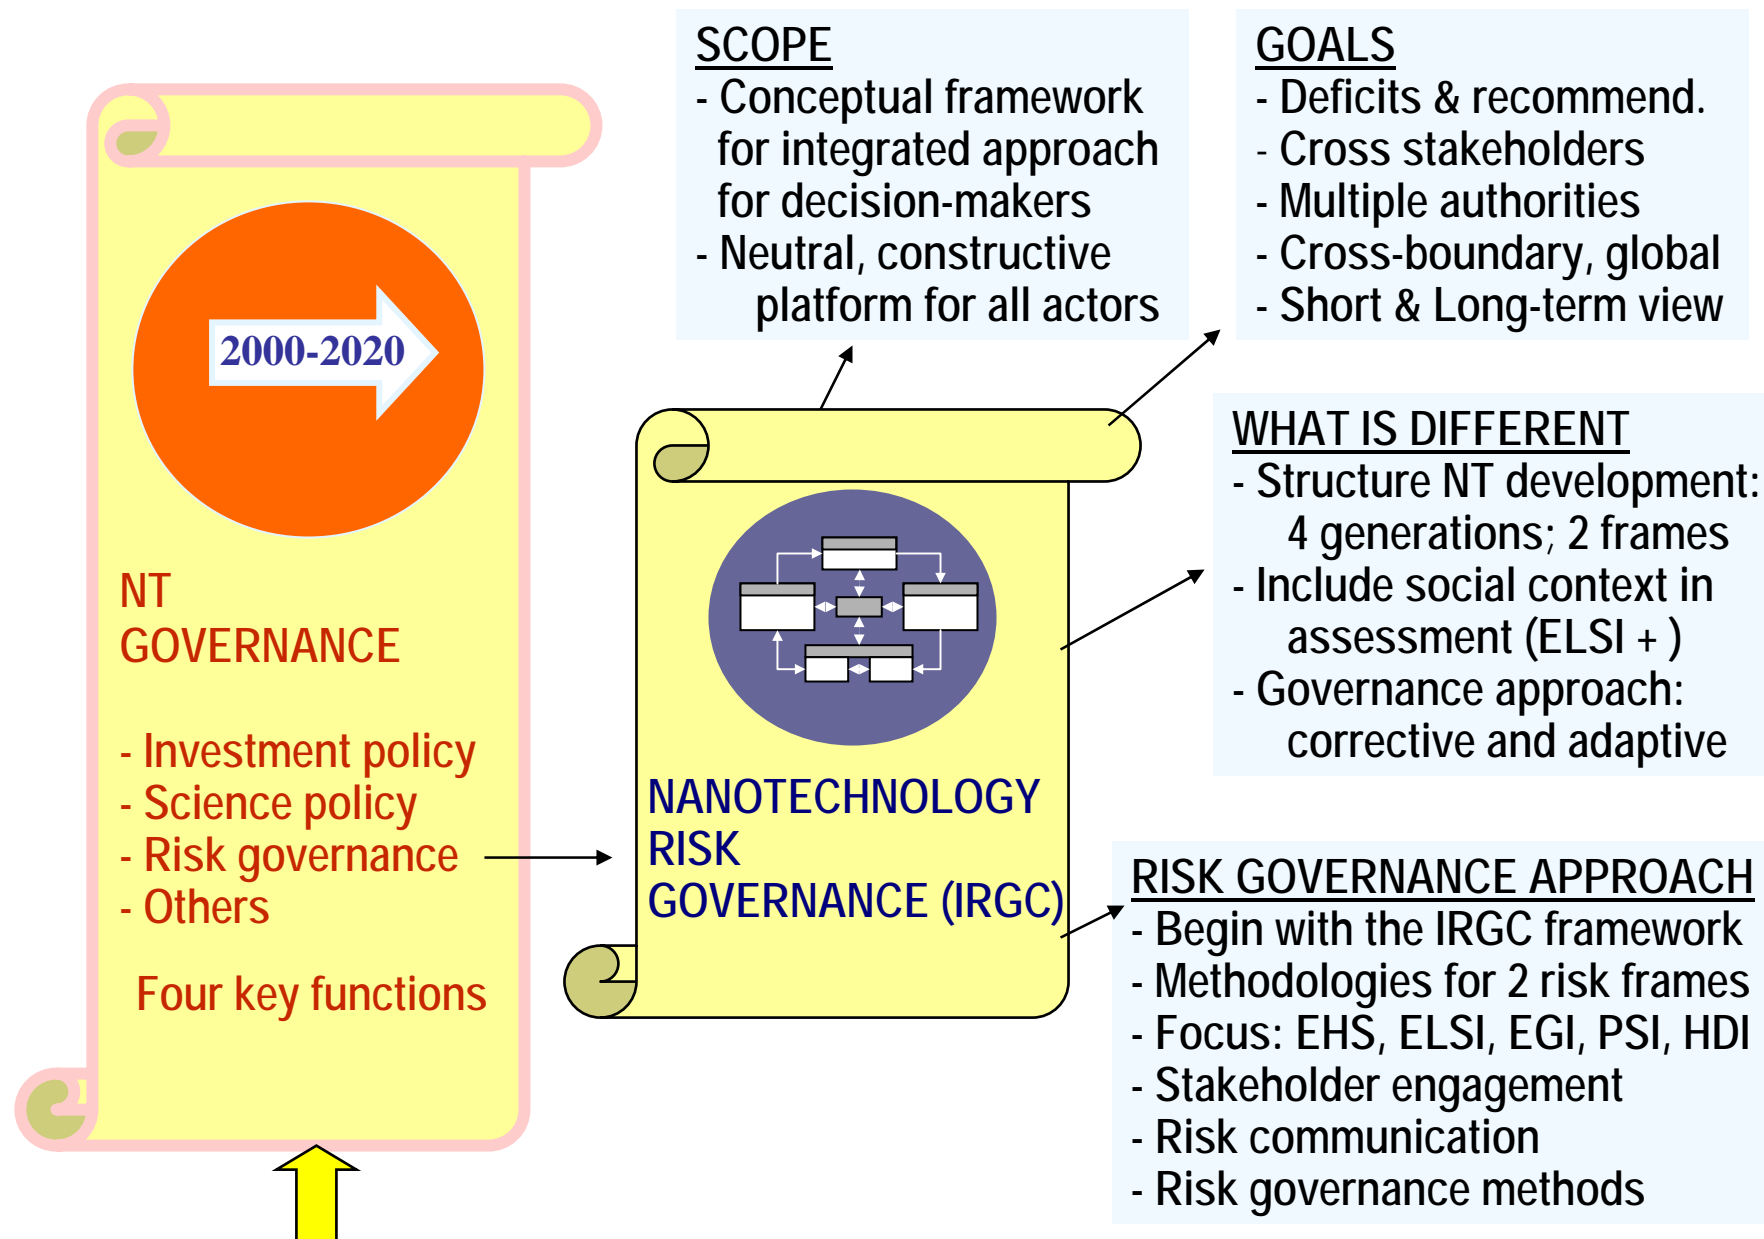 2000-2020
NT
GOVERNANCE
- Investment policy
- Science policy
- Risk governance
- Others
Four key functions
SCOPE
- Conceptual framework
for integrated approach
for decision-makers
- Neutral, constructive
platform for all actors
NANOTECHNOLOGY
RISK
GOVERNANCE (IRGC)
GOALS
- Deficits & recommend.
- Cross stakeholders
- Multiple authorities
- Cross-boundary, global
- Short & Long-term view
WHAT IS DIFFERENT
- Structure NT development:
4 generations; 2 frames
- Include social context in
assessment (ELSI + )
- Governance approach:
corrective and adaptive
RISK GOVERNANCE APPROACH
- Begin with the IRGC framework
- Methodologies for 2 risk frames
- Focus: EHS, ELSI, EGI, PSI, HDI
- Stakeholder engagement
- Risk communication
- Risk governance methods